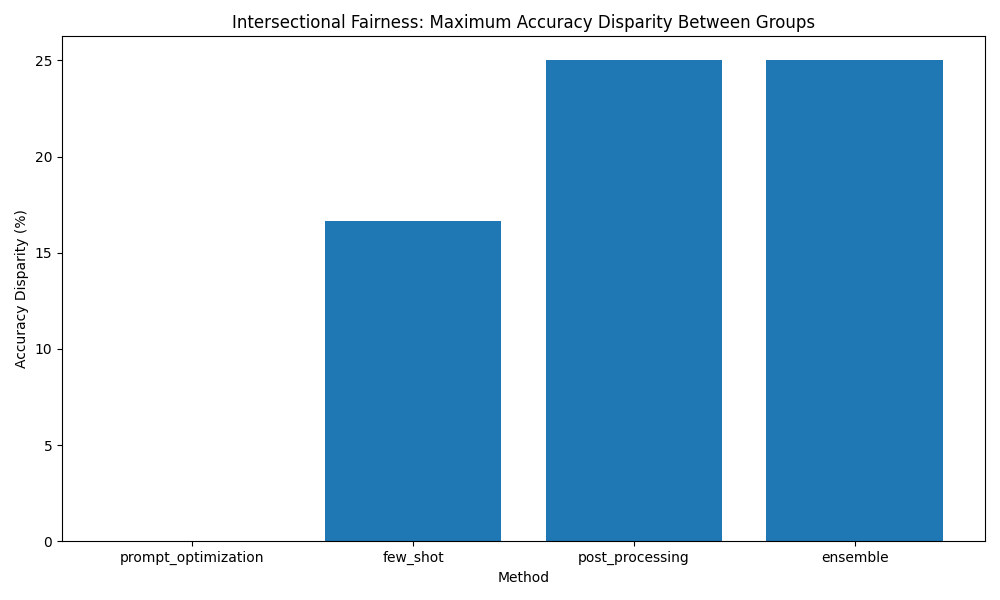 Intersectional Fairness: Maximum Accuracy Disparity Between Groups
Accuracy Disparity (%)
25
20
15
10
5
0
prompt_optimization
few_shot
post_processing
ensemble
Method